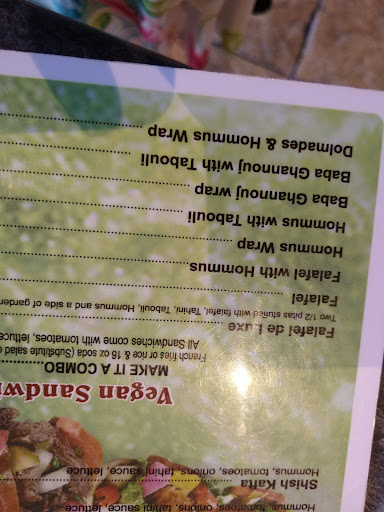 Hommus, tomatoes, onions, tahini sauce
Shish Kafta
Hommus, tomatoes, onions, tahini sauce, lettuce
Vegan Sandwi
MAKE IT A COMBO
French fries or rice & 16 oz soda (Substitute salad
All Sandwiches come with tomatoes, lettuce
Falafel de Luxe
Two 1/2 pitas stuffed with falafel, Tahini, Tabouli, Hommus and a side of garden
Falafel
Falafel with Hommus
Hommus Wrap
Hommus with Tabouli
Baba Ghannouj wrap
Baba Ghannouj with Tabouli
Dolmades & Hommus Wrap